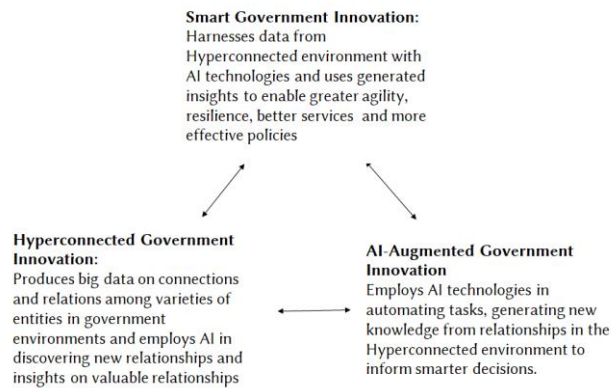 Smart Government Innovation:
Harnesses data from
Hyperconnected environment with
AI technologies and uses generated
insights to enable greater agility,
resilience, better services and more
effective policies
Hyperconnected Government
Innovation:
Produces big data on connections
and relations among varieties of
entities in government
environments and employs AI in
discovering new relationships and
insights on valuable relationships
AI-Augmented Government
Innovation
Employs AI technologies in
automating tasks, generating new
knowledge from relationships in the
Hyperconnected environment to
inform smarter decisions.